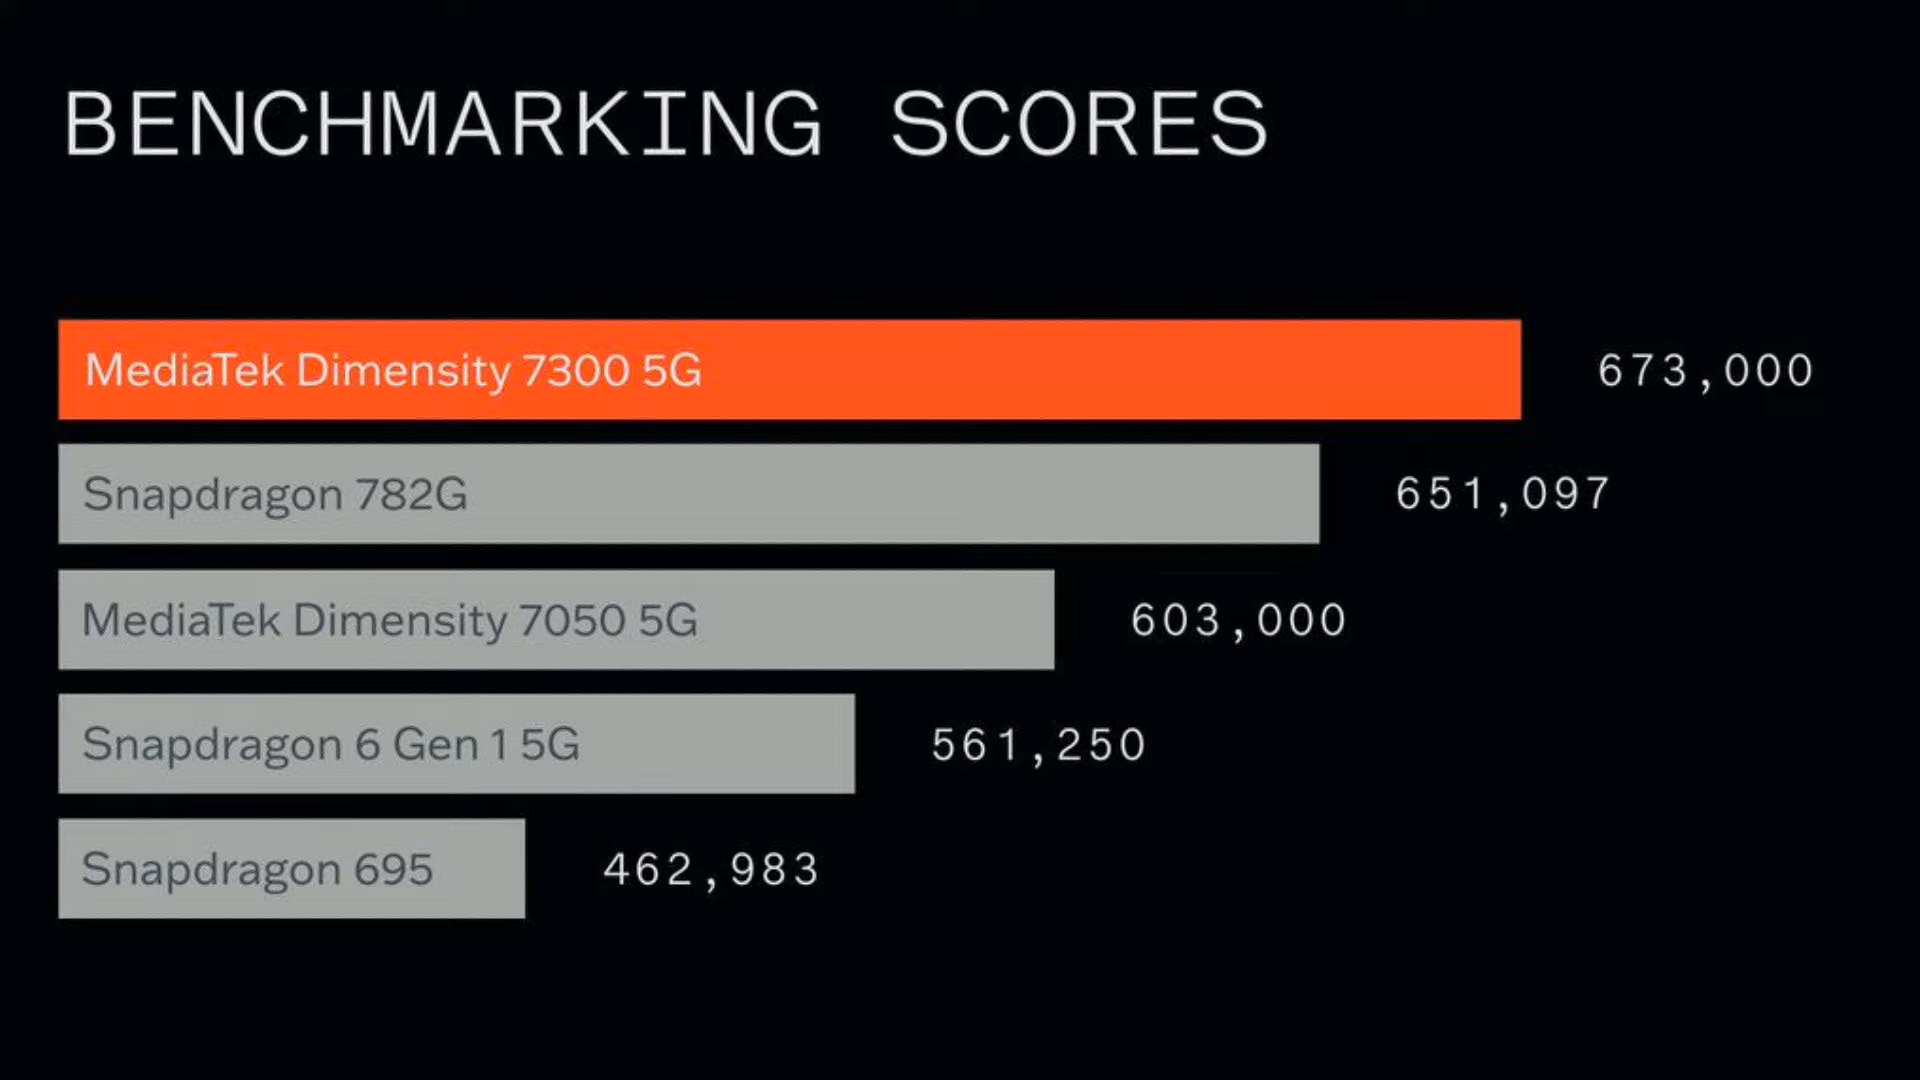 BENCHMARKING SCORES
MediaTek Dimensity 7300 5G 673,000
Snapdragon 782G 651,097
MediaTek Dimensity 7050 5G 603,000
Snapdragon 6 Gen 1 5G 561,250
Snapdragon 695 462,983